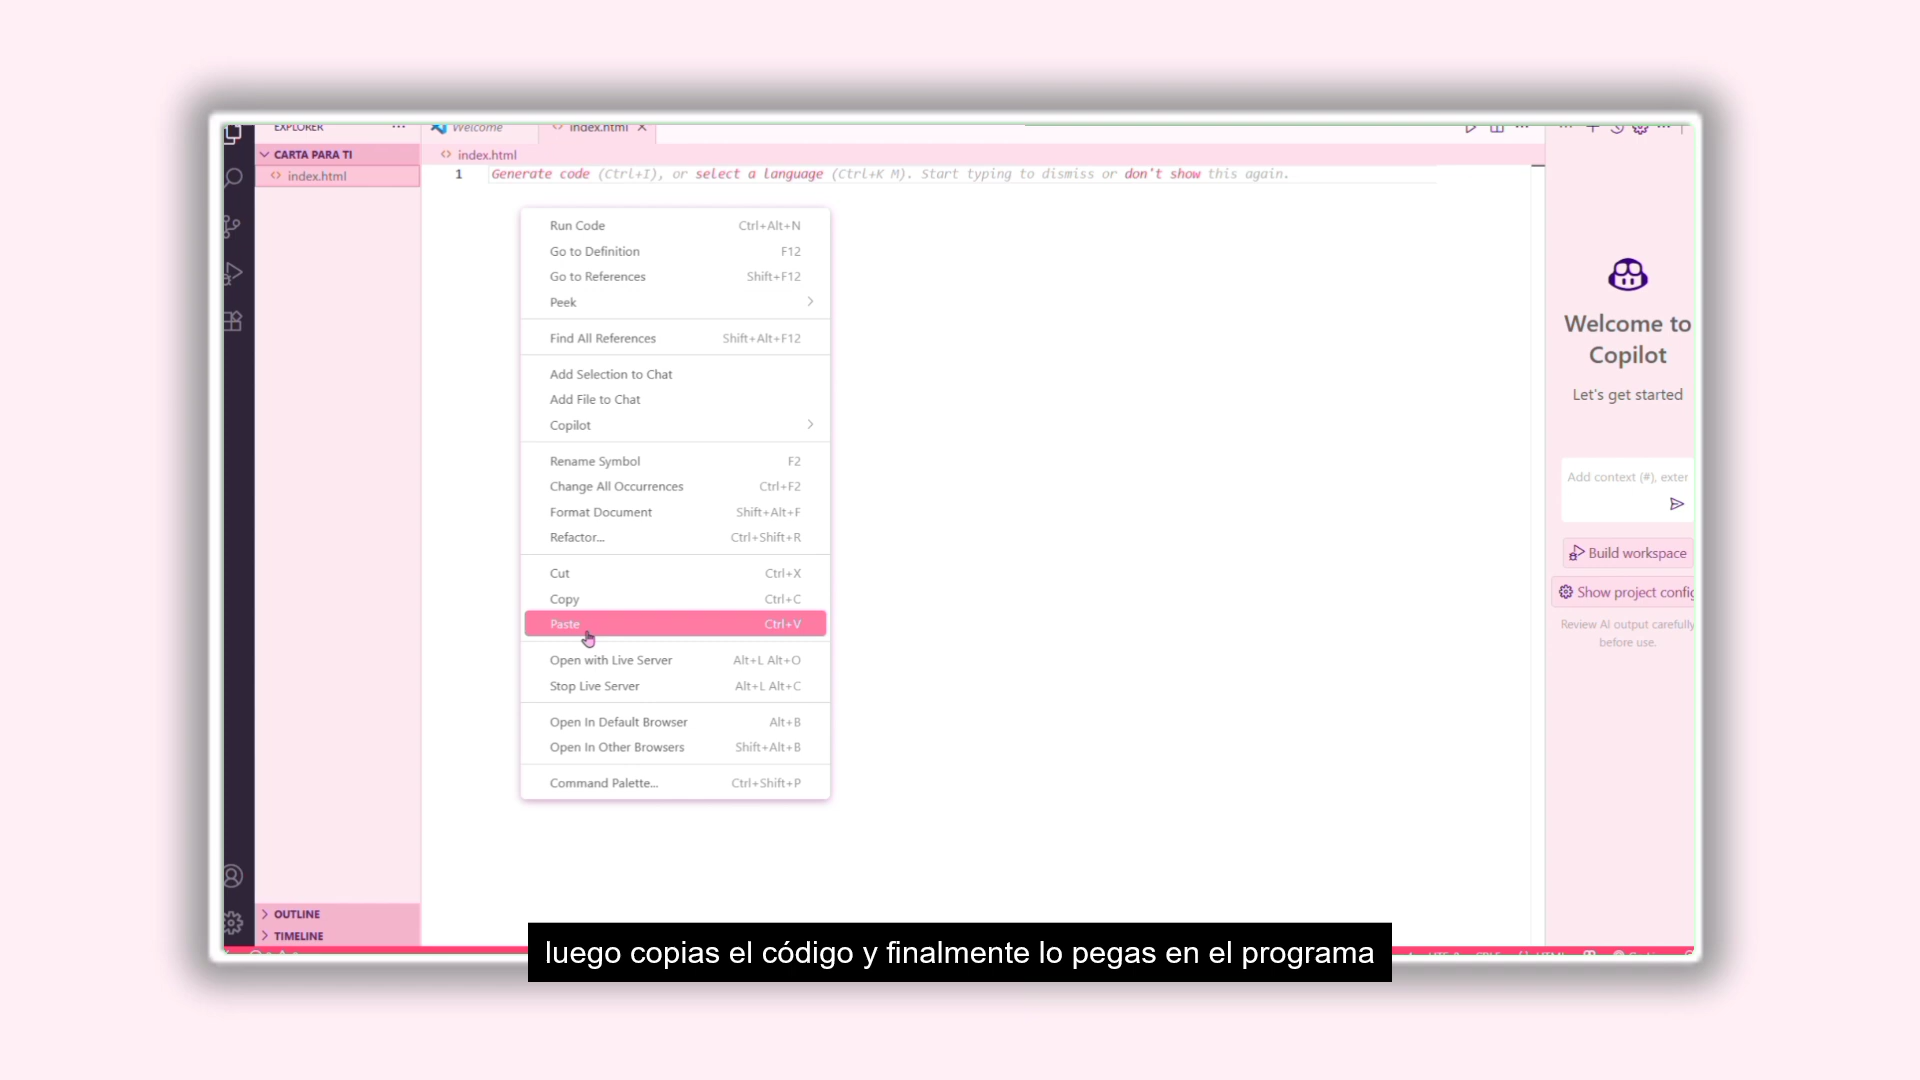 EXPLORER
Welcome
index.html
CARTA PARA TI
index.html
index.html
1 Generate code (Ctrl+I), or select a language (Ctrl+K M). Start typing to dismiss or don't show this again.
Run Code Ctrl+Alt+N
Go to Definition F12
Go to References Shift+F12
Peek
Find All References Shift+Alt+F12
Add Selection to Chat
Add File to Chat
Copilot
Rename Symbol F2
Change All Occurrences Ctrl+F2
Format Document Shift+Alt+F
Refactor... Ctrl+Shift+R
Cut Ctrl+X
Copy Ctrl+C
Paste Ctrl+V
Open with Live Server Alt+L Alt+O
Stop Live Server Alt+L Alt+C
Open In Default Browser Alt+B
Open In Other Browsers Shift+Alt+B
Command Palette... Ctrl+Shift+P
Welcome to
Copilot
Let's get started
Add context (#), exter
Build workspace
Show project config
Review AI output carefully
before use.
OUTLINE
TIMELINE
luego copias el código y finalmente lo pegas en el programa